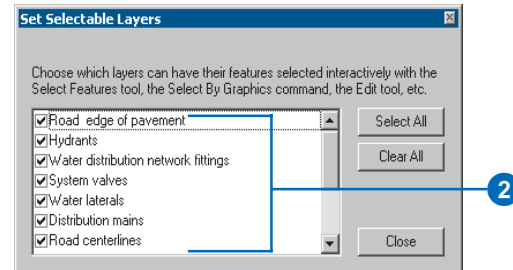 Set Selectable Layers
Choose which layers can have their features selected interactively with the
Select Features tool, the Select By Graphics command, the Edit tool, etc.
Road edge of pavement
Hydrants
Water distribution network fittings
System valves
Water laterals
Distribution mains
Road centerlines
Select All
Clear All
2
Close